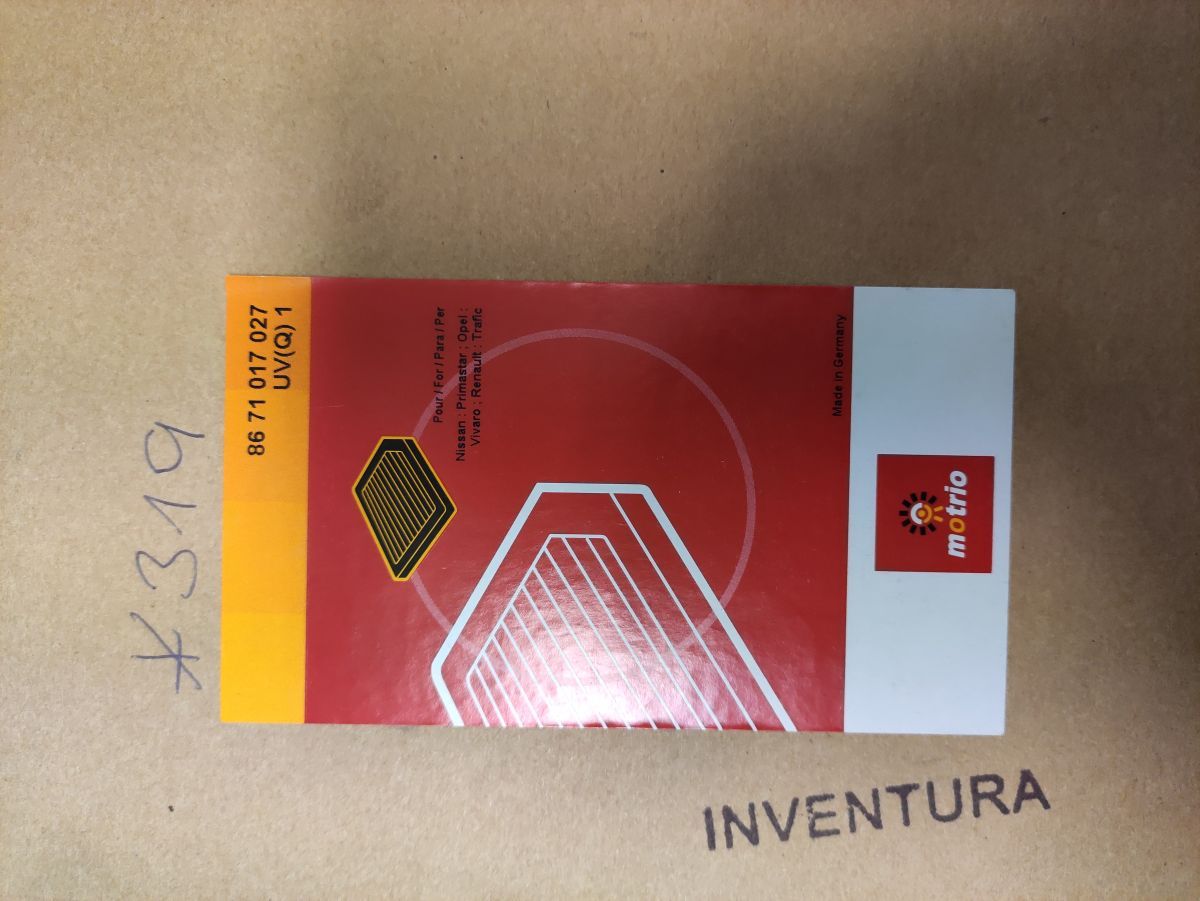 *319
86 71 017 027
UV(Q) 1
Pour / For / Para / Per
Nissan : Primastar ; Opel :
Vivaro ; Renault : Trafic
Made in Germany
motrio
INVENTURA